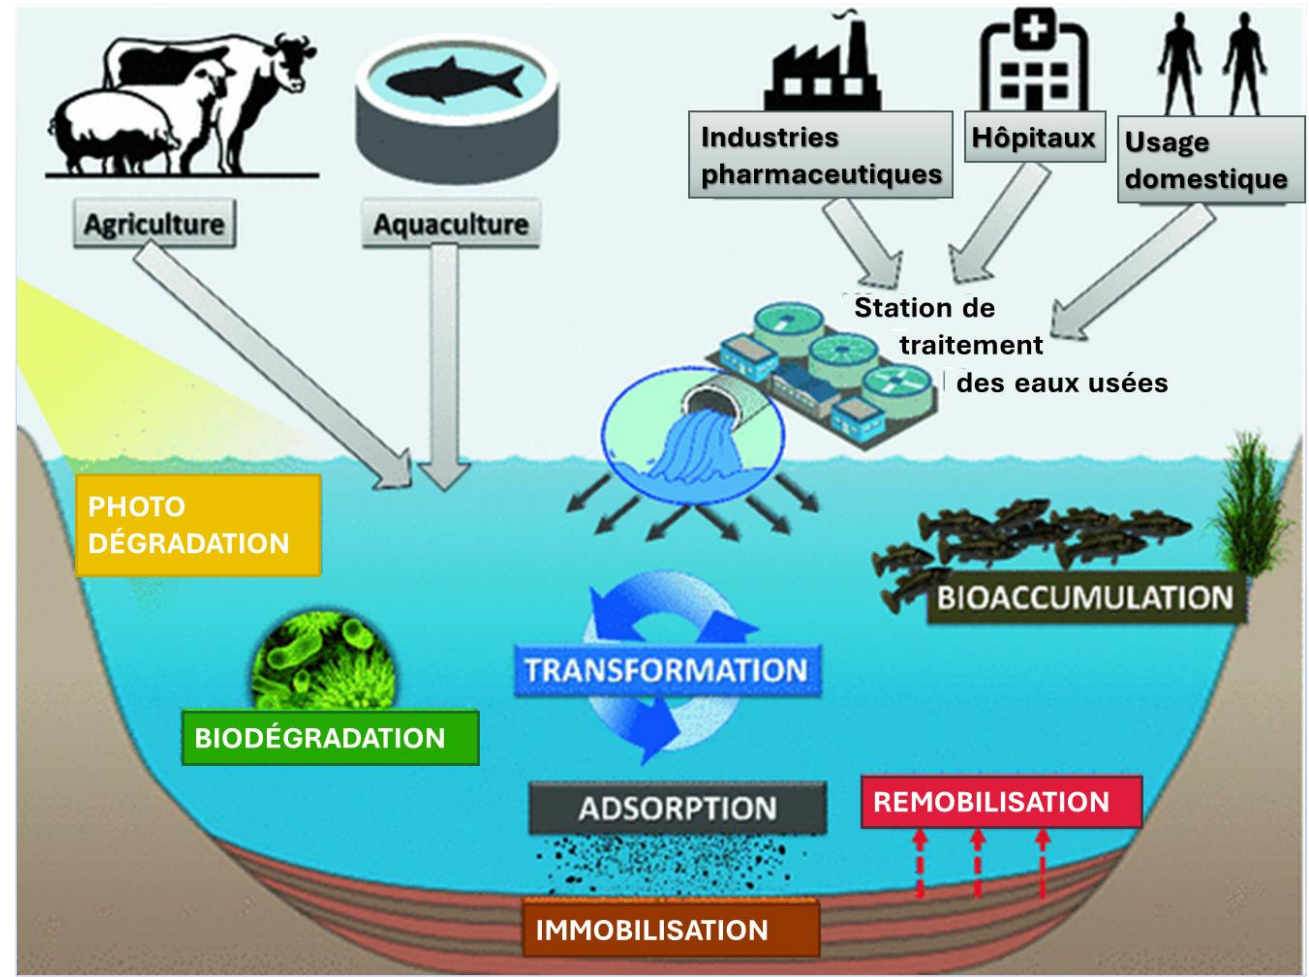 Industries
pharmaceutiques
Hôpitaux
Usage
domestique
Agriculture
Aquaculture
Station de
traitement
des eaux usées
PHOTO
DÉGRADATION
BIOACCUMULATION
TRANSFORMATION
BIODÉGRADATION
ADSORPTION
REMOBILISATION
IMMOBILISATION